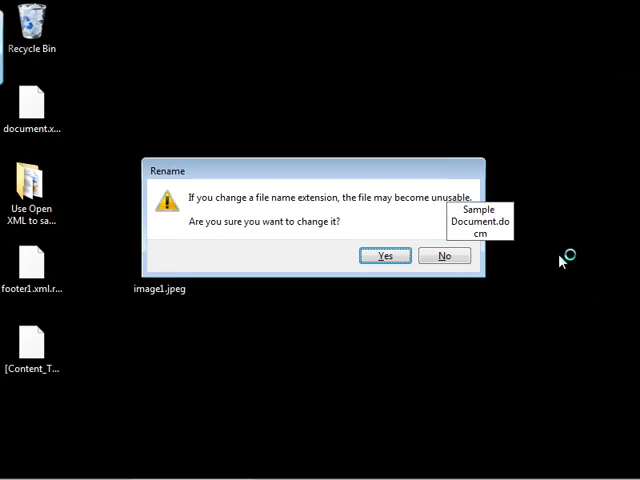 Recycle Bin
document.x...
Use Open
XML to sa...
footer1.xml.r...
[Content_T...
Rename
If you change a file name extension, the file may become unusable.
Are you sure you want to change it?
Yes
No
Sample
Document.do
cm
image1.jpeg